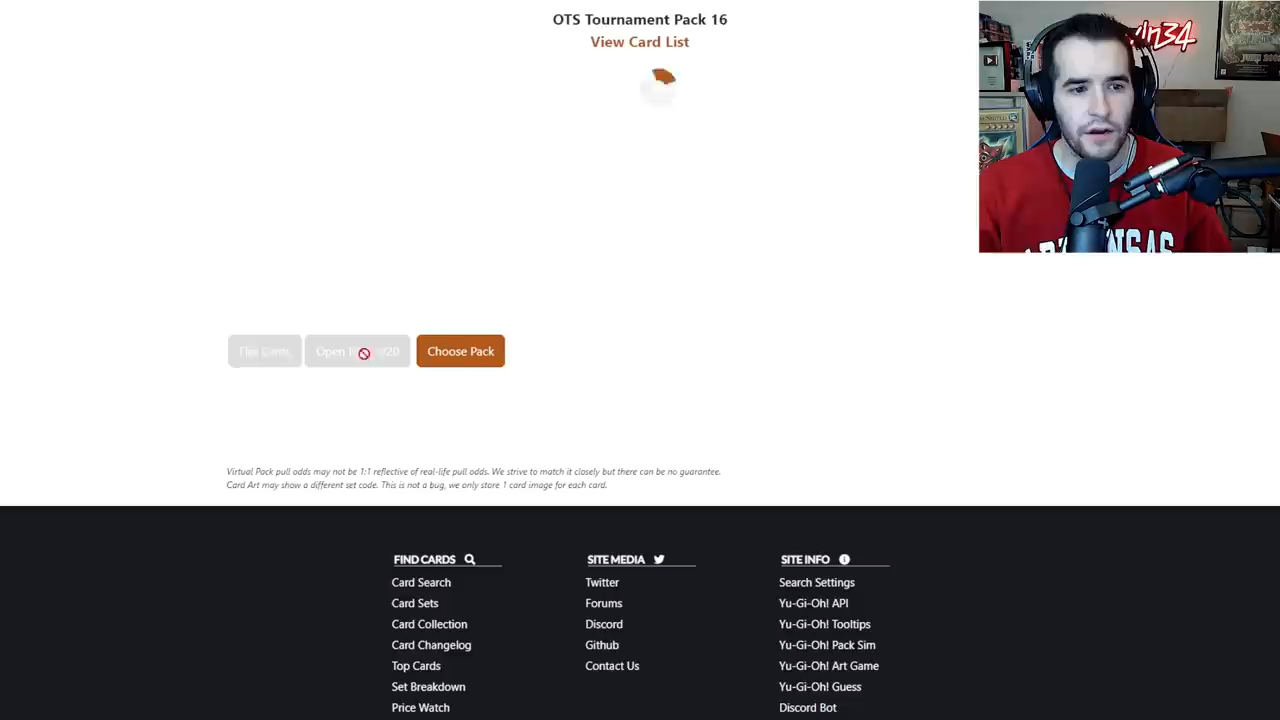 OTS Tournament Pack 16
View Card List
Flip Cards
Open
Choose Pack
Virtual Pack pull odds may not be 1:1 reflective of real-life pull odds. We strive to match it closely but there can be no guarantee.
Card Art may show a different set code. This is not a bug, we only store 1 card image for each card.
FIND CARDS
Card Search
Card Sets
Card Collection
Card Changelog
Top Cards
Set Breakdown
Price Watch
SITE MEDIA
Twitter
Forums
Discord
Github
Contact Us
SITE INFO
Search Settings
Yu-Gi-Oh! API
Yu-Gi-Oh! Tooltips
Yu-Gi-Oh! Pack Sim
Yu-Gi-Oh! Art Game
Yu-Gi-Oh! Guess
Discord Bot